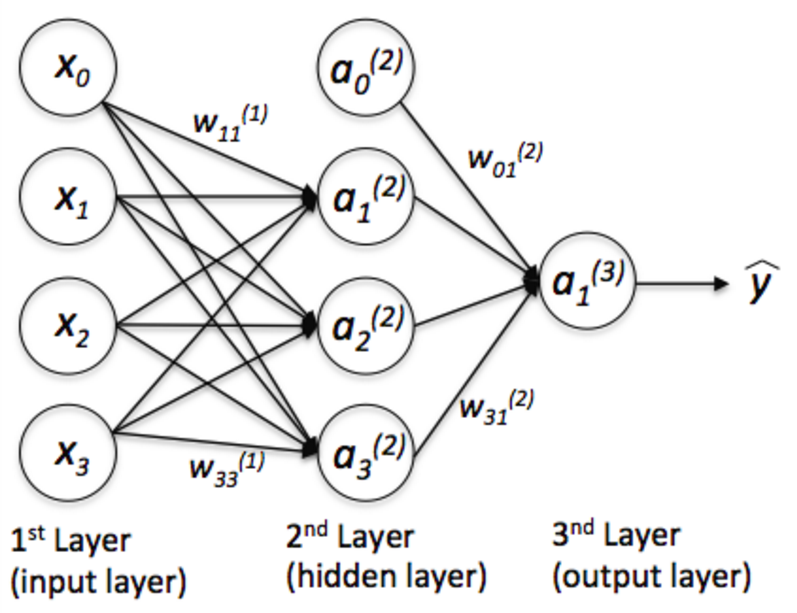 x₀
a₀⁽²⁾
w₁₁⁽¹⁾
w₀₁⁽²⁾
x₁
a₁⁽²⁾
a₁⁽³⁾
ŷ
x₂
a₂⁽²⁾
w₃₁⁽²⁾
x₃
a₃⁽²⁾
w₃₃⁽¹⁾
1ˢᵗ Layer
(input layer)
2ⁿᵈ Layer
(hidden layer)
3ⁿᵈ Layer
(output layer)